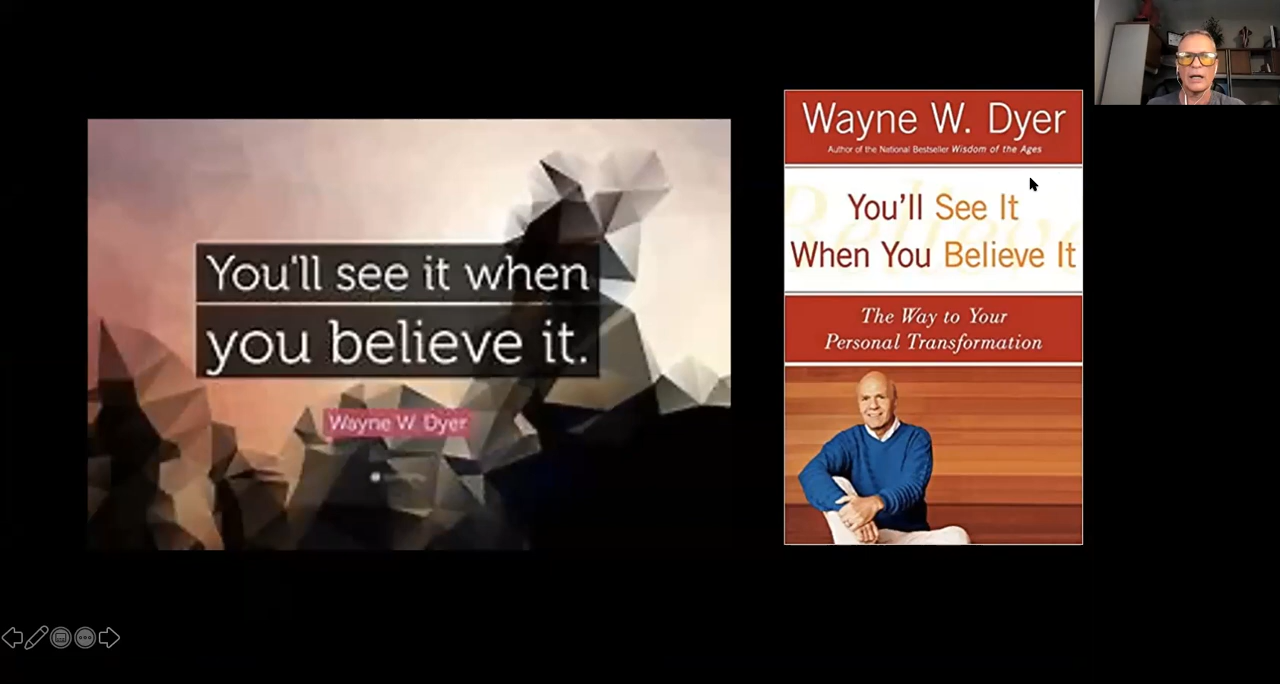 You'll see it when
you believe it.
Wayne W. Dyer
Wayne W. Dyer
Author of the National Bestseller Wisdom of the Ages
You'll See It
When You Believe It
The Way to Your
Personal Transformation